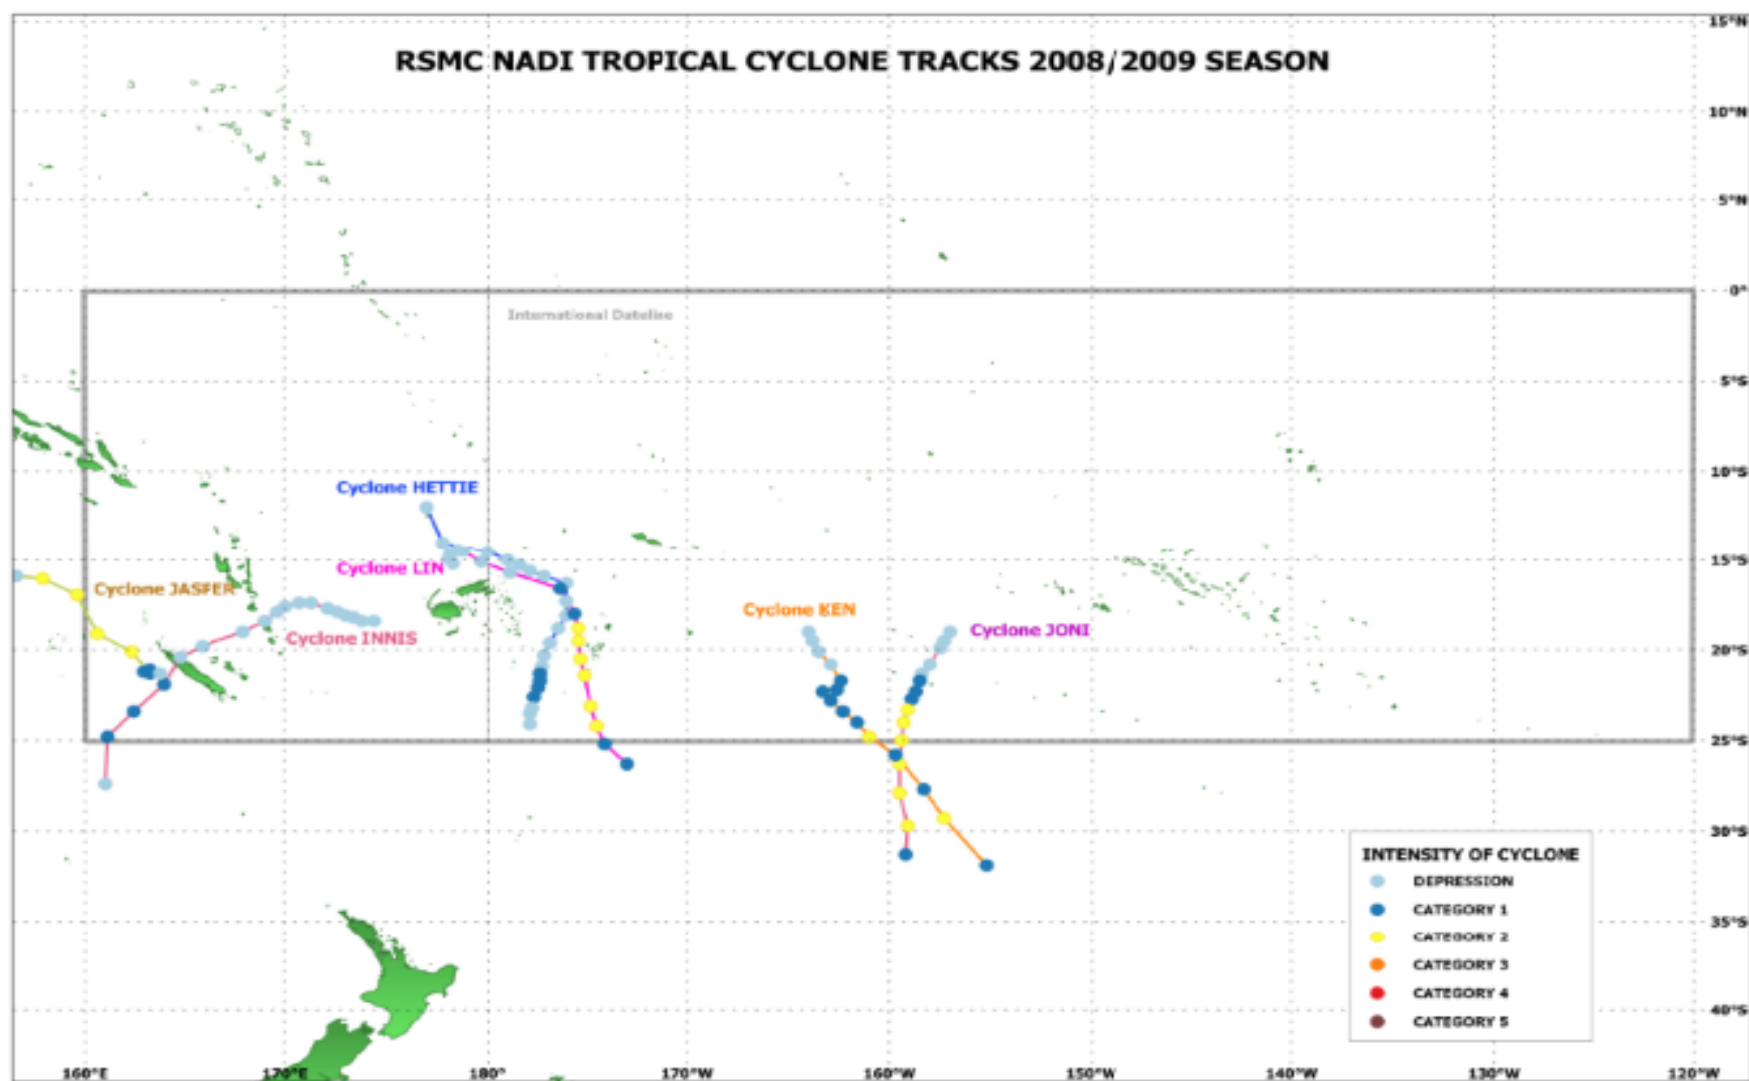 RSMC NADI TROPICAL CYCLONE TRACKS 2008/2009 SEASON
15°N
10°N
5°N
0°
International Dateline
5°S
10°S
Cyclone HETTIE
15°S
Cyclone LIN
Cyclone JASPER
Cyclone KEN
Cyclone JONI
Cyclone INNIS
20°S
25°S
30°S
INTENSITY OF CYCLONE
DEPRESSION
CATEGORY 1
CATEGORY 2
CATEGORY 3
CATEGORY 4
CATEGORY 5
35°S
40°S
160°E 170°E 180° 170°W 160°W 150°W 140°W 130°W 120°W